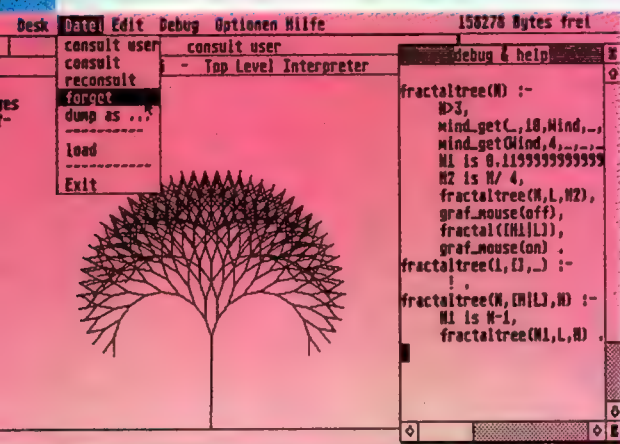 Desk Datei Edit Debug Optionen Hilfe 158278 Bytes frei
consult user
consult
reconsult
forget
dump as ...
----------
load
-------------
Exit
consult user
- Top Level Interpreter
debug & help
fractaltree(N) :-
N>3,
wind_get(_,10,Wind,_,
wind_get(Wind,4,_,_,_
H1 is 0.1199999999999
N2 is N/ 4,
fractaltree(N,L,N2),
graf_mouse(off),
fractal([H1|L]),
graf_mouse(on) .
fractaltree(1,[],_) :-
! .
fractaltree(N,[H|L],H) :-
N1 is N-1,
fractaltree(N1,L,H) .